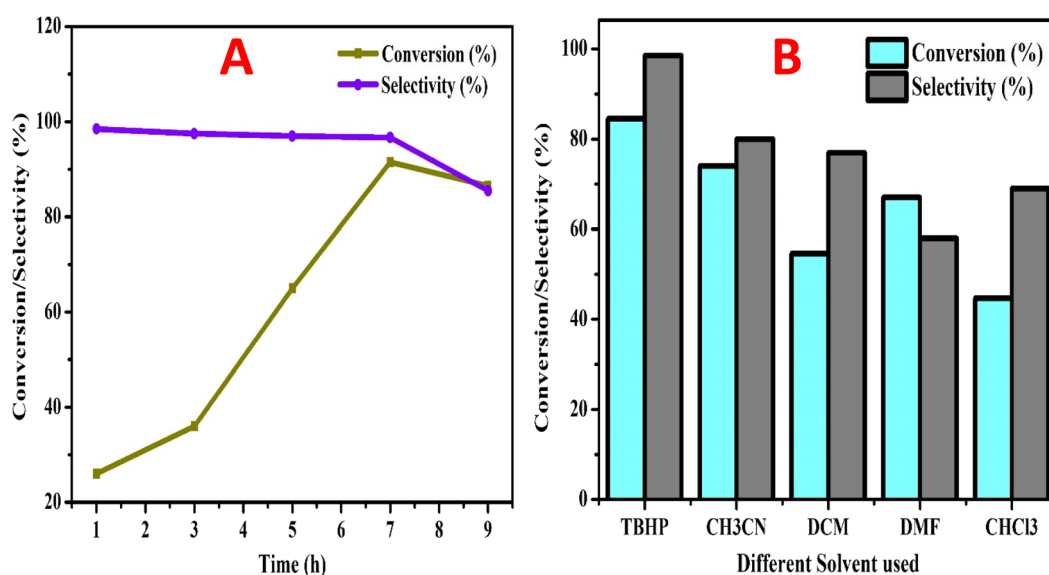 A
Conversion (%)
Selectivity (%)
Conversion/Selectivity (%)
120
100
80
60
40
20
1 2 3 4 5 6 7 8 9
Time (h)
B
Conversion (%)
Selectivity (%)
Conversion/Selectivity (%)
100
80
60
40
20
0
TBHP CH3CN DCM DMF CHCl3
Different Solvent used